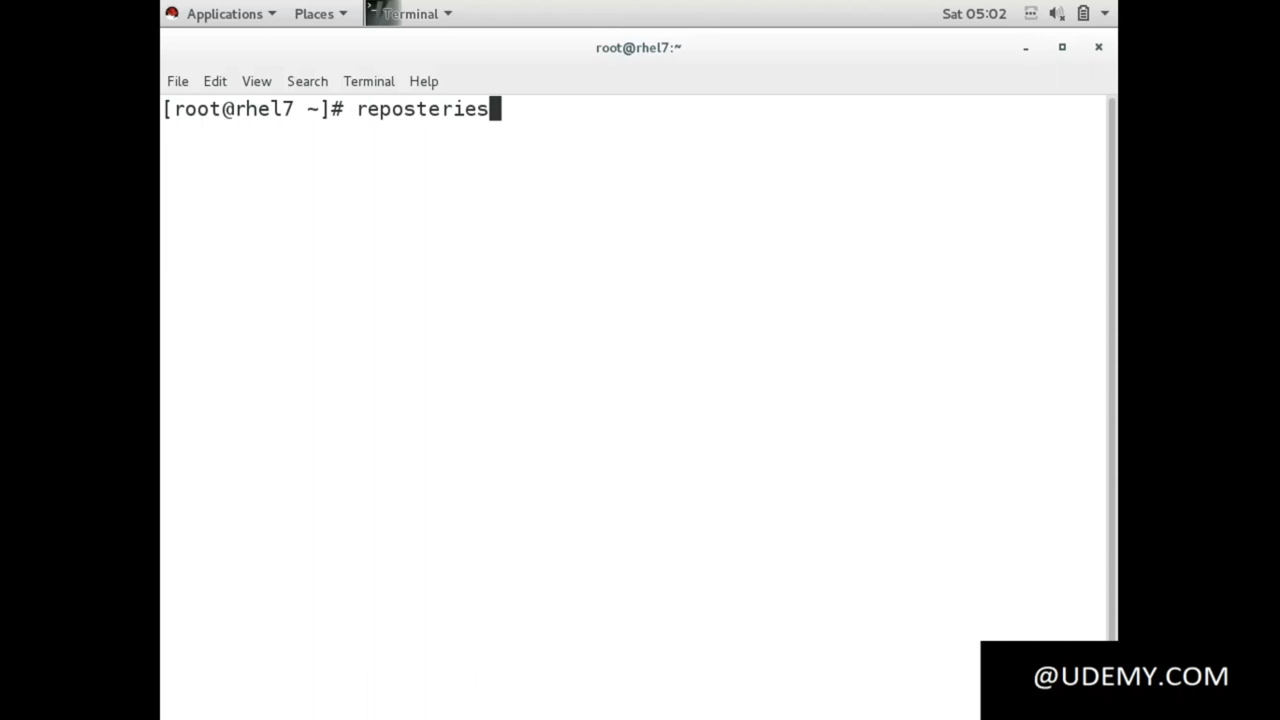 Applications Places Terminal Sat 05:02
root@rhel7:~
File Edit View Search Terminal Help
[root@rhel7 ~]# reposteries
@UDEMY.COM